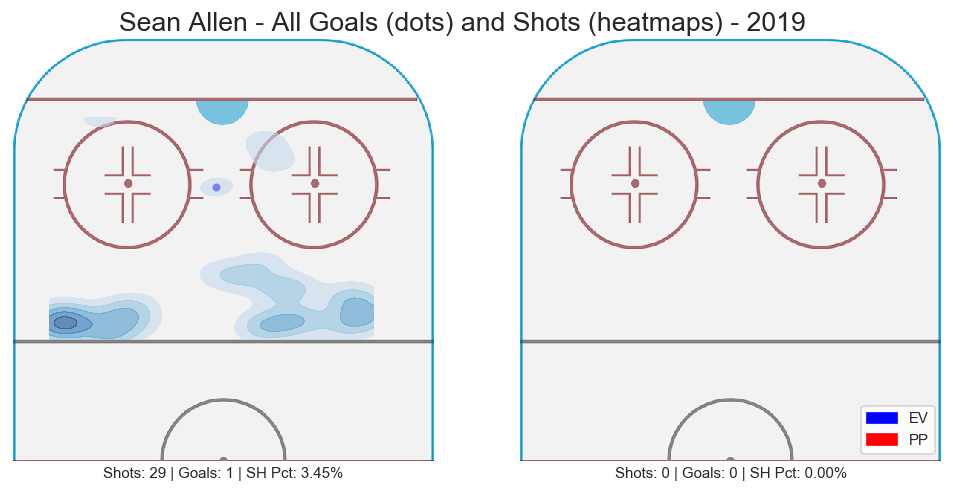 Sean Allen - All Goals (dots) and Shots (heatmaps) - 2019
EV
PP
Shots: 29 | Goals: 1 | SH Pct: 3.45%
Shots: 0 | Goals: 0 | SH Pct: 0.00%